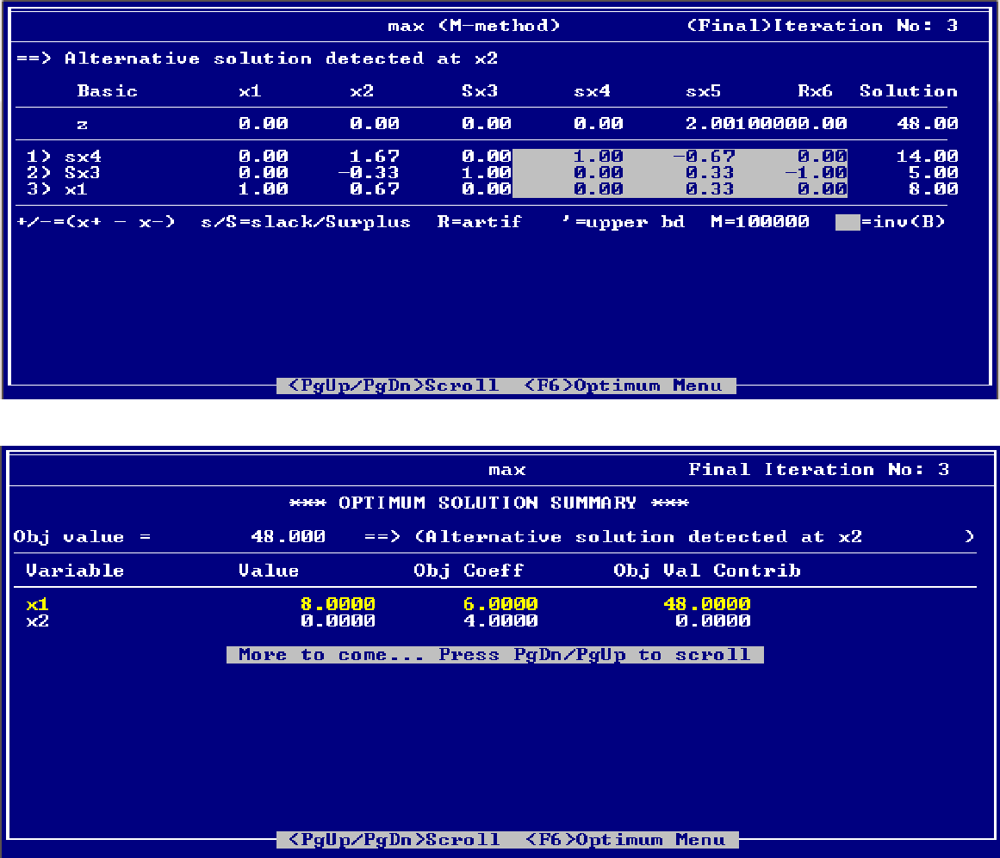 max (M-method) (Final)Iteration No: 3
==> Alternative solution detected at x2
Basic x1 x2 Sx3 sx4 sx5 Rx6 Solution
z 0.00 0.00 0.00 0.00 2.00100000.00 48.00
1) sx4 0.00 1.67 0.00 1.00 -0.67 0.00 14.00
2) Sx3 0.00 -0.33 1.00 0.00 0.33 -1.00 5.00
3) x1 1.00 0.67 0.00 0.00 0.33 0.00 8.00
+/-=(x+ - x-) s/S=slack/Surplus R=artif '=upper bd M=100000 =inv(B)
<PgUp/PgDn>Scroll <F6>Optimum Menu
max Final Iteration No: 3
*** OPTIMUM SOLUTION SUMMARY ***
Obj value = 48.000 ==> (Alternative solution detected at x2 )
Variable Value Obj Coeff Obj Val Contrib
x1 8.0000 6.0000 48.0000
x2 0.0000 4.0000 0.0000
More to come... Press PgDn/PgUp to scroll
<PgUp/PgDn>Scroll <F6>Optimum Menu